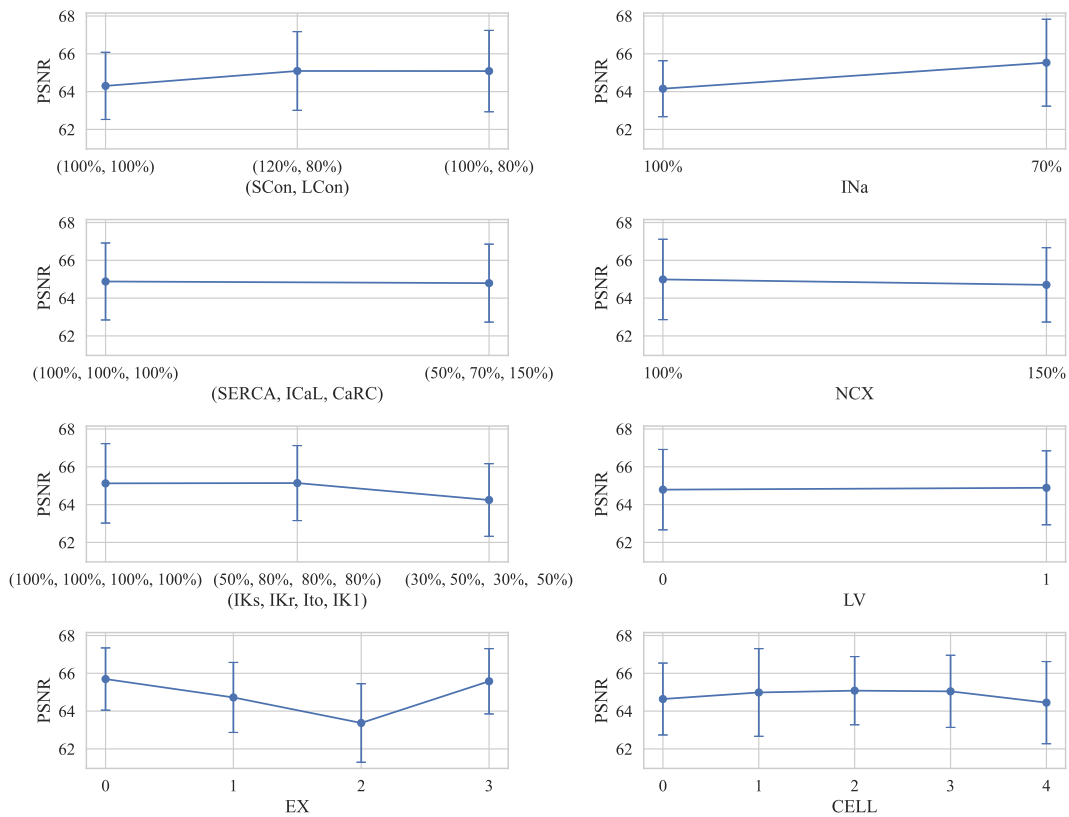 PSNR
68
66
64
62
(100%, 100%) (120%, 80%) (100%, 80%)
(SCon, LCon)
PSNR
68
66
64
62
100% 70%
INa
PSNR
68
66
64
62
(100%, 100%, 100%) (50%, 70%, 150%)
(SERCA, ICaL, CaRC)
PSNR
68
66
64
62
100% 150%
NCX
PSNR
68
66
64
62
(100%, 100%, 100%, 100%) (50%, 80%, 80%, 80%) (30%, 50%, 30%, 50%)
(IKs, IKr, Ito, IK1)
PSNR
68
66
64
62
0 1
LV
PSNR
68
66
64
62
0 1 2 3
EX
PSNR
68
66
64
62
0 1 2 3 4
CELL